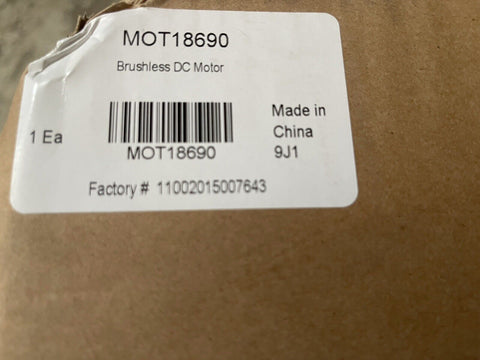 MOT18690
Brushless DC Motor
1 Ea
MOT18690
Made in
China
9J1
Factory # 11002015007643